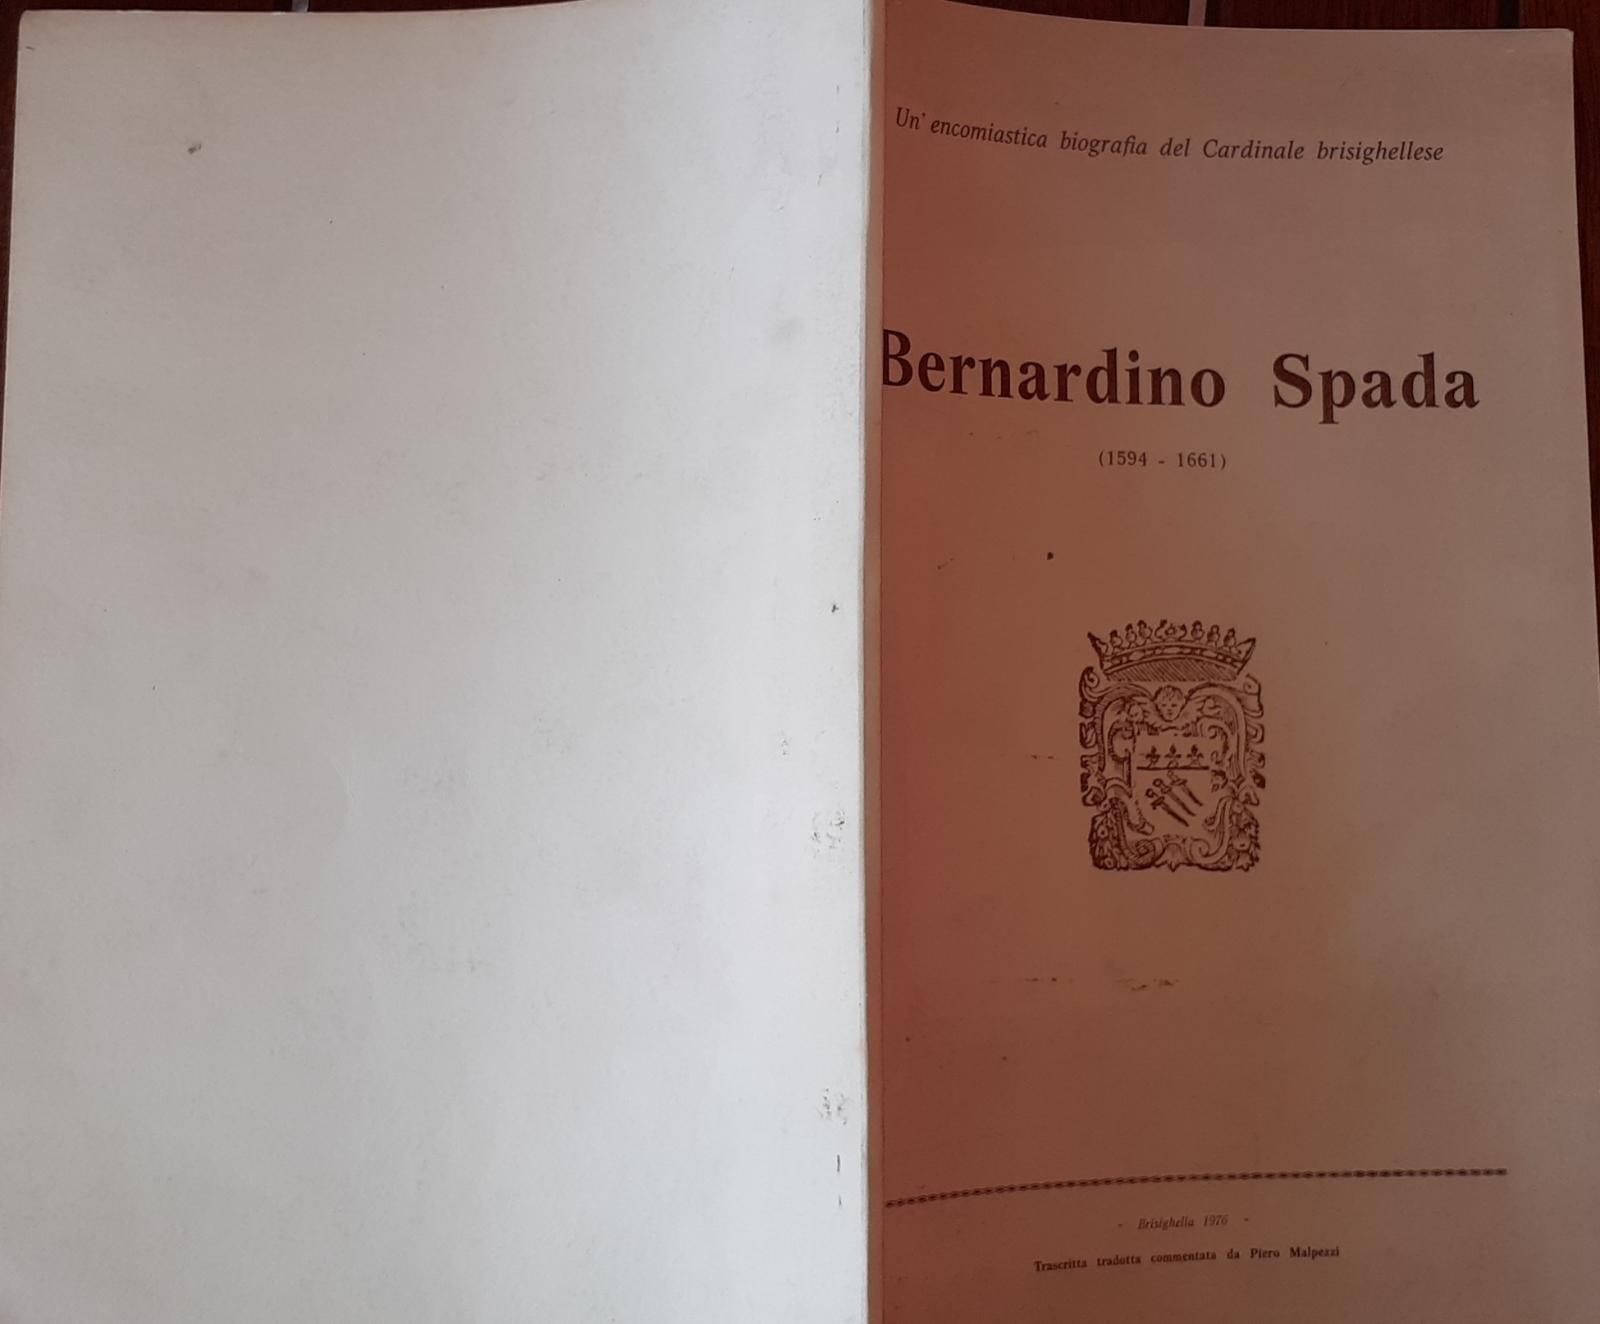 Un' encomiastica biografia del Cardinale brisighellese
Bernardino Spada
(1594 - 1661)
- Brisighella 1976 -
Trascritta tradotta commentata da Piero Malpezzi